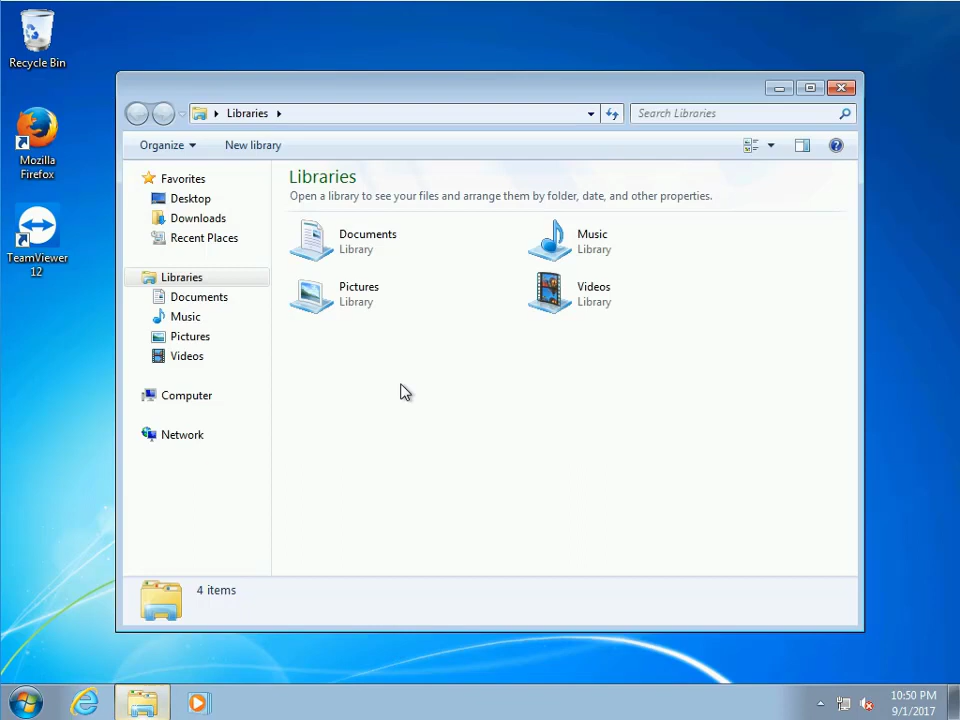 Recycle Bin
Mozilla
Firefox
TeamViewer
12
Libraries
Search Libraries
Organize
New library
Favorites
Desktop
Downloads
Recent Places
Libraries
Documents
Music
Pictures
Videos
Computer
Network
Libraries
Open a library to see your files and arrange them by folder, date, and other properties.
Documents
Library
Music
Library
Pictures
Library
Videos
Library
4 items
10:50 PM
9/1/2017